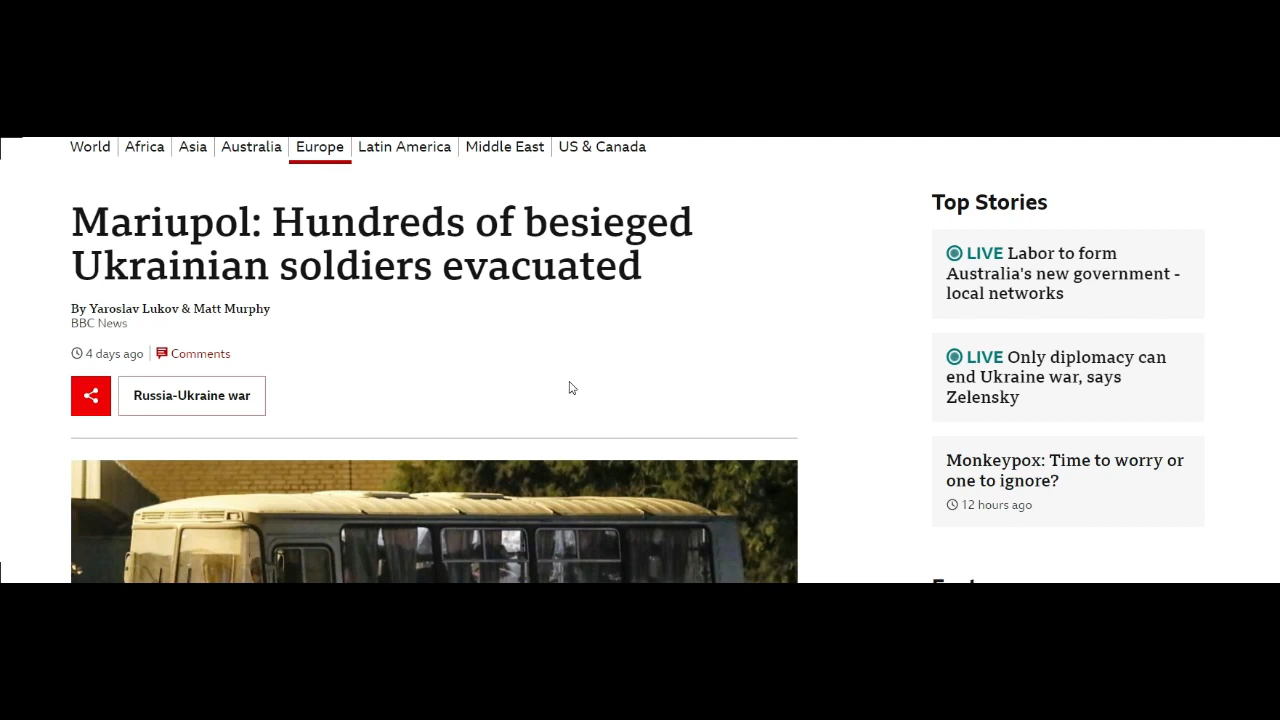 World Africa Asia Australia Europe Latin America Middle East US & Canada
Mariupol: Hundreds of besieged
Ukrainian soldiers evacuated
By Yaroslav Lukov & Matt Murphy
BBC News
4 days ago Comments
Russia-Ukraine war
Top Stories
LIVE Labor to form
Australia's new government -
local networks
LIVE Only diplomacy can
end Ukraine war, says
Zelensky
Monkeypox: Time to worry or
one to ignore?
12 hours ago